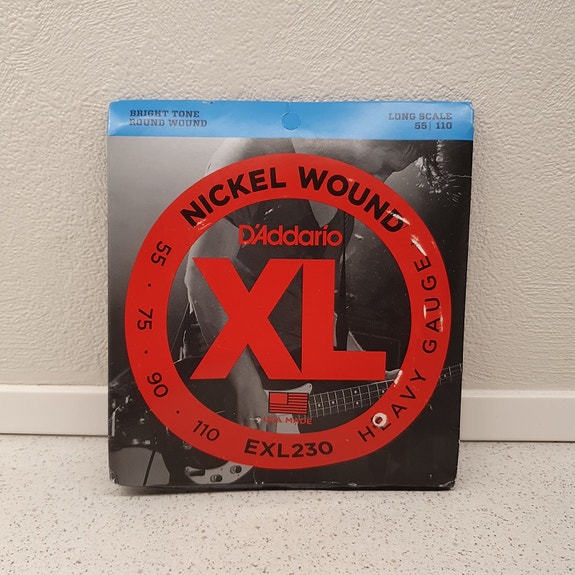 BRIGHT TONE
ROUND WOUND
LONG SCALE
55 | 110
NICKEL WOUND
D'Addario
XL
USA MADE
55 · 75 · 90 · 110
EXL230
HEAVY GAUGE